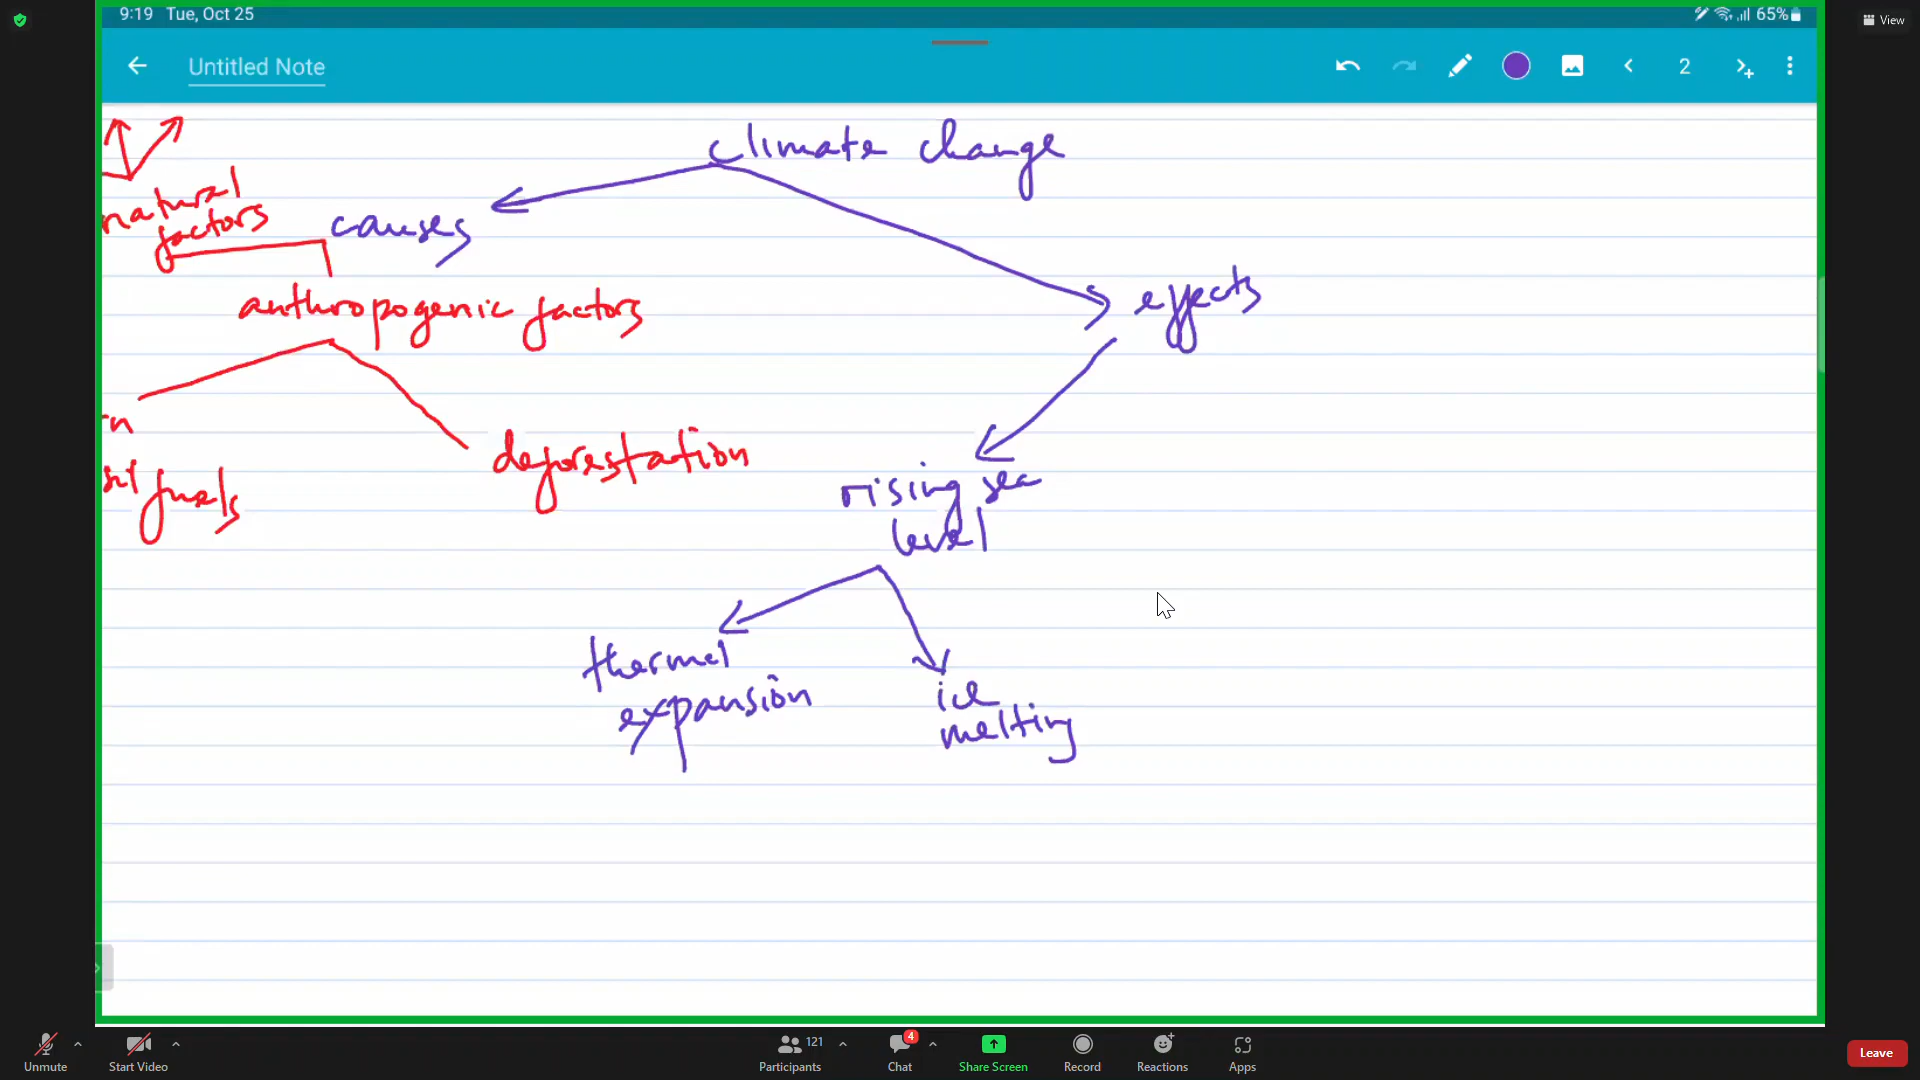 9:19 Tue, Oct 25
65%
View
Untitled Note
2
climate change
natural
factors
causes
anthropogenic factors
effects
deforestation
fuels
rising sea
level
thermal
expansion
ice
melting
Unmute
Start Video
121
Participants
4
Chat
Share Screen
Record
Reactions
Apps
Leave